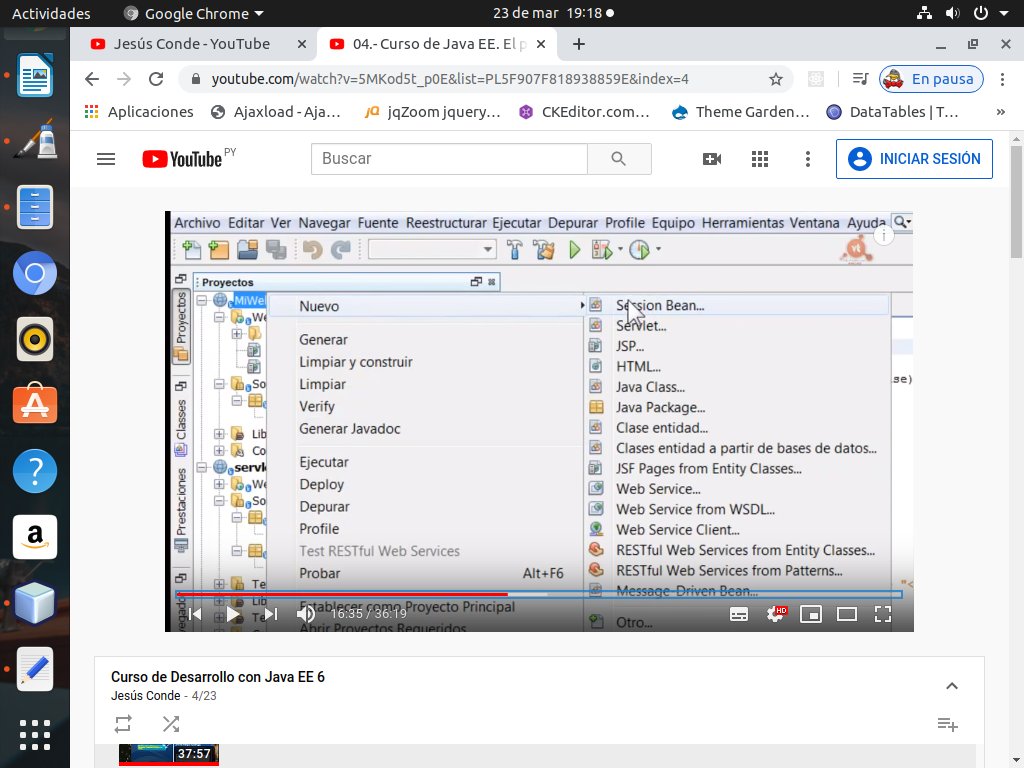 Actividades Google Chrome 23 de mar 19:18
Jesús Conde - YouTube 04.- Curso de Java EE. El p
youtube.com/watch?v=5MKod5t_p0E&list=PL5F907F818938859E&index=4 En pausa
Aplicaciones Ajaxload - Aja… jqZoom jquery… CKEditor.com… Theme Garden… DataTables | T… »
YouTube PY Buscar INICIAR SESIÓN
Archivo Editar Ver Navegar Fuente Reestructurar Ejecutar Depurar Profile Equipo Herramientas Ventana Ayuda
Proyectos
Proyectos
Clases
Prestaciones
MiWel
We
So
Lib
Co
servl
We
So
Te
Lib
Nuevo
Generar
Limpiar y construir
Limpiar
Verify
Generar Javadoc
Ejecutar
Deploy
Depurar
Profile
Test RESTful Web Services
Probar Alt+F6
Establecer como Proyecto Principal
Abrir Proyectos Requeridos
Session Bean...
Servlet...
JSP...
HTML...
Java Class...
Java Package...
Clase entidad...
Clases entidad a partir de bases de datos...
JSF Pages from Entity Classes...
Web Service...
Web Service from WSDL...
Web Service Client...
RESTful Web Services from Entity Classes...
RESTful Web Services from Patterns...
Message-Driven Bean...
Otro...
se)
16:35 / 36:19 HD
Curso de Desarrollo con Java EE 6
Jesús Conde - 4/23
37:57